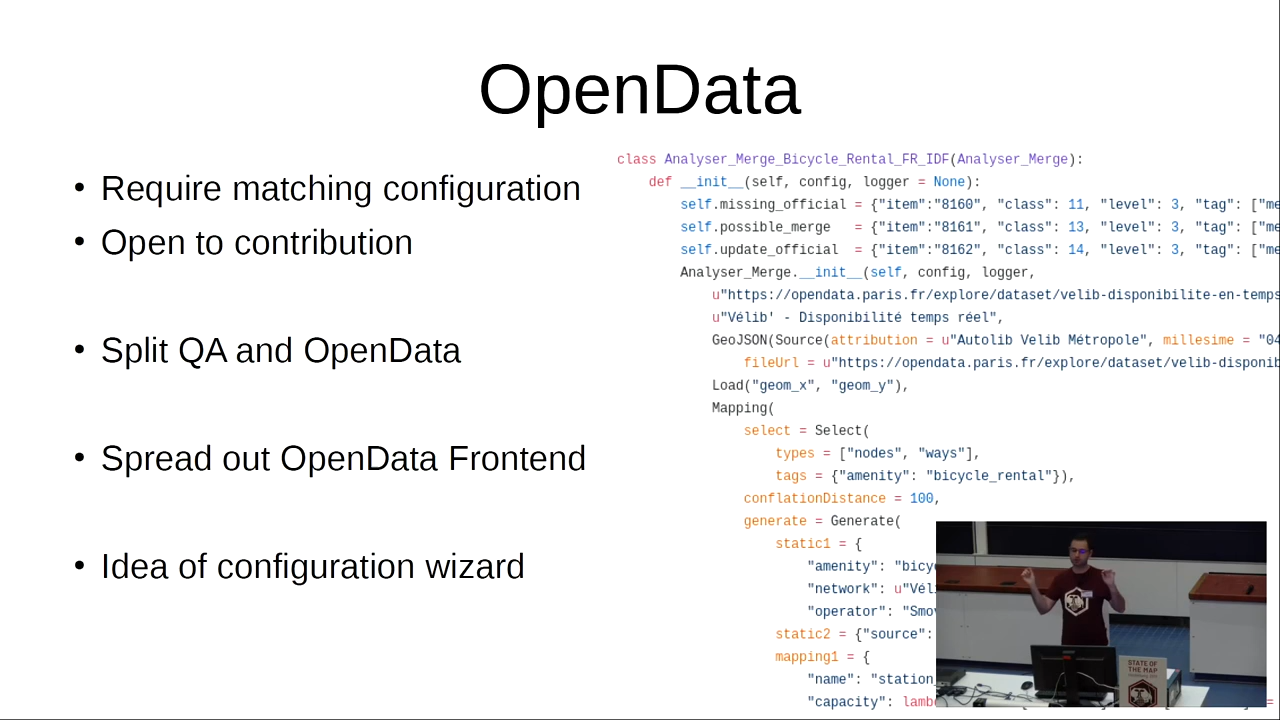 OpenData
• Require matching configuration
• Open to contribution
• Split QA and OpenData
• Spread out OpenData Frontend
• Idea of configuration wizard
class Analyser_Merge_Bicycle_Rental_FR_IDF(Analyser_Merge):
def __init__(self, config, logger = None):
self.missing_official = {"item":"8160", "class": 11, "level": 3, "tag": ["me
self.possible_merge   = {"item":"8161", "class": 13, "level": 3, "tag": ["me
self.update_official  = {"item":"8162", "class": 14, "level": 3, "tag": ["me
Analyser_Merge.__init__(self, config, logger,
u"https://opendata.paris.fr/explore/dataset/velib-disponibilite-en-temps
u"Vélib' - Disponibilité temps réel",
GeoJSON(Source(attribution = u"Autolib Velib Métropole", millesime = "04
fileUrl = u"https://opendata.paris.fr/explore/dataset/velib-disponib
Load("geom_x", "geom_y"),
Mapping(
select = Select(
types = ["nodes", "ways"],
tags = {"amenity": "bicycle_rental"}),
conflationDistance = 100,
generate = Generate(
static1 = {
"amenity": "bicy
"network": u"Véli
"operator": "Smov
static2 = {"source":
mapping1 = {
"name": "station_
"capacity": lamb
STATE OF
THE MAP